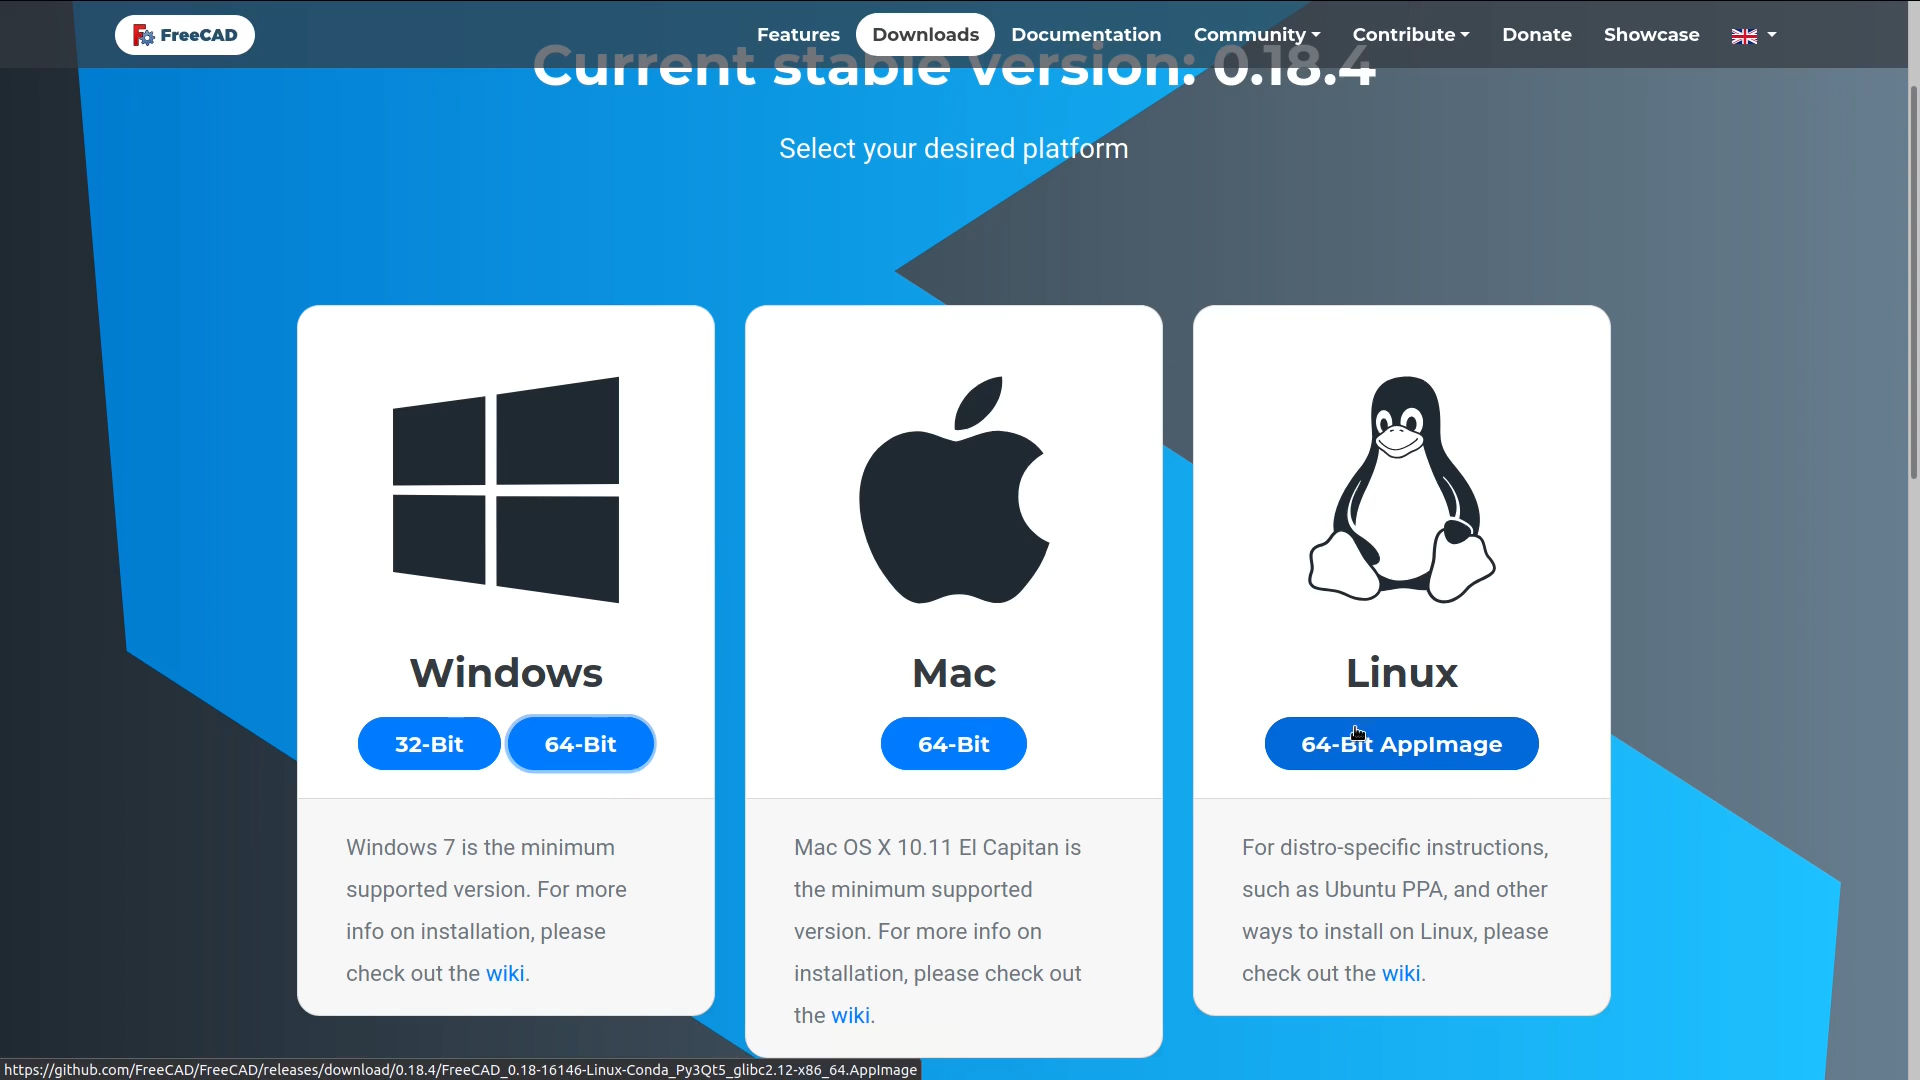 FreeCAD
Features Downloads Documentation Community Contribute Donate Showcase
Current stable version: 0.18.4
Select your desired platform
Windows
32-Bit 64-Bit
Windows 7 is the minimum
supported version. For more
info on installation, please
check out the wiki.
Mac
64-Bit
Mac OS X 10.11 El Capitan is
the minimum supported
version. For more info on
installation, please check out
the wiki.
Linux
64-Bit AppImage
For distro-specific instructions,
such as Ubuntu PPA, and other
ways to install on Linux, please
check out the wiki.
https://github.com/FreeCAD/FreeCAD/releases/download/0.18.4/FreeCAD_0.18-16146-Linux-Conda_Py3Qt5_glibc2.12-x86_64.AppImage